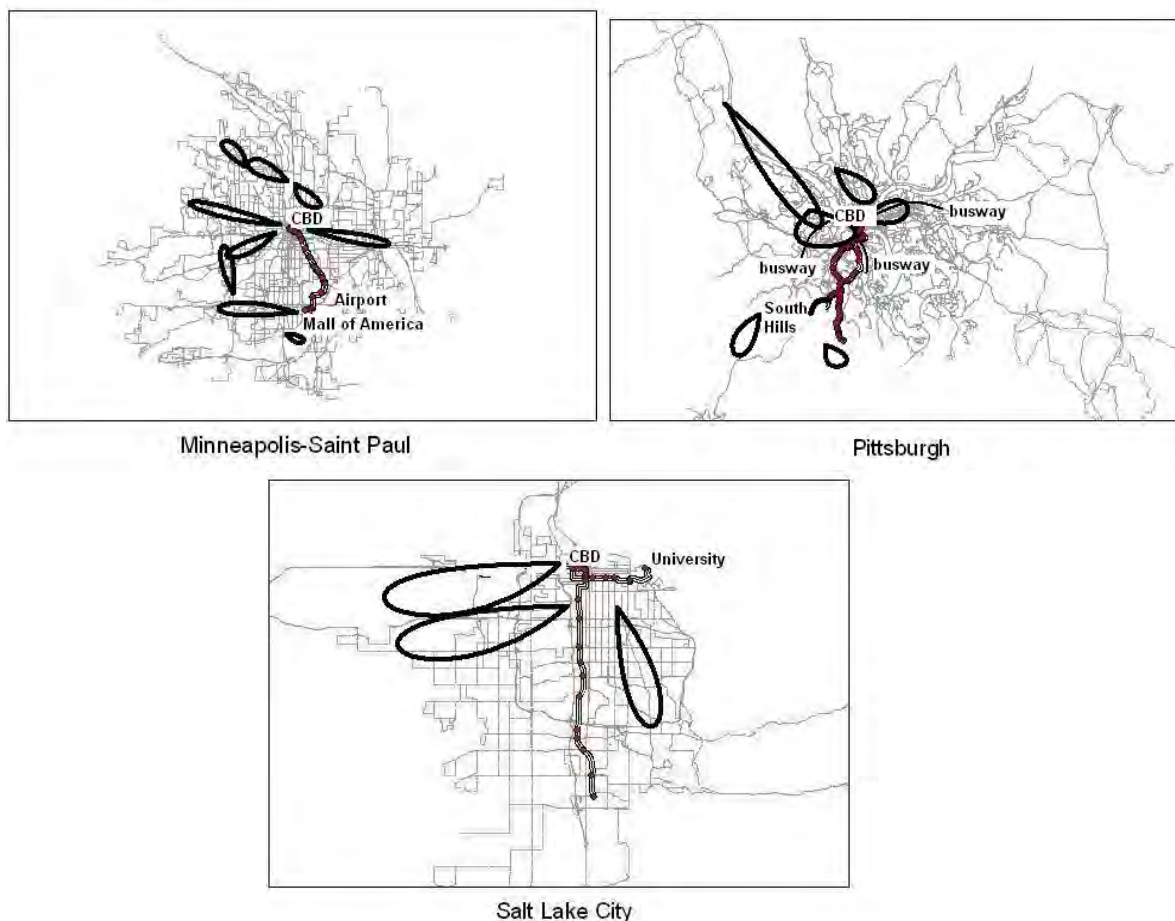 CBD
Airport
Mall of America
Minneapolis-Saint Paul
CBD
busway
busway
busway
South
Hills
Pittsburgh
CBD
University
Salt Lake City